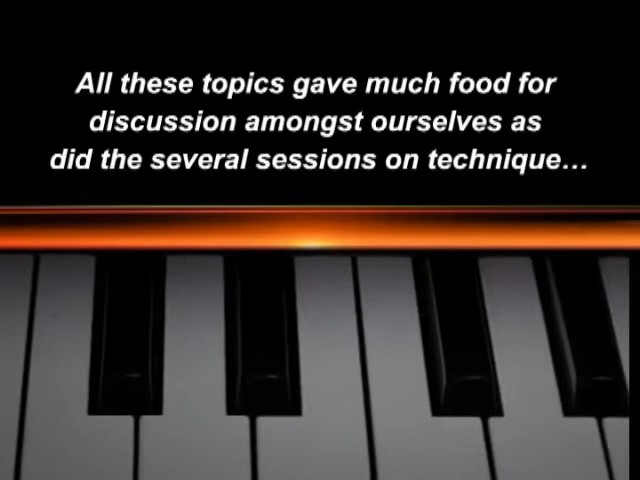 All these topics gave much food for
discussion amongst ourselves as
did the several sessions on technique…